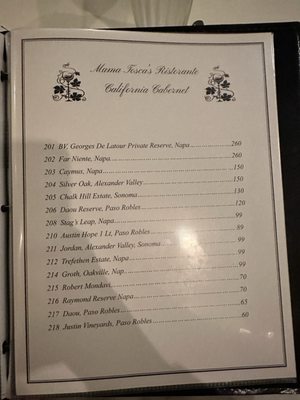 Mama Tosca's Ristorante
California Cabernet
201 BV, Georges De Latour Private Reserve, Napa 260
202 Far Niente, Napa 260
203 Caymus, Napa 150
204 Silver Oak, Alexander Valley 150
205 Chalk Hill Estate, Sonoma 130
206 Daou Reserve, Paso Robles 120
208 Stag's Leap, Napa 99
210 Austin Hope 1 Lt, Paso Robles 89
211 Jordan, Alexander Valley, Sonoma 99
212 Trefethen Estate, Napa 99
214 Groth, Oakville, Nap 99
215 Robert Mondavi 70
216 Raymond Reserve Napa 70
217 Daou, Paso Robles 65
218 Justin Vineyards, Paso Robles 60